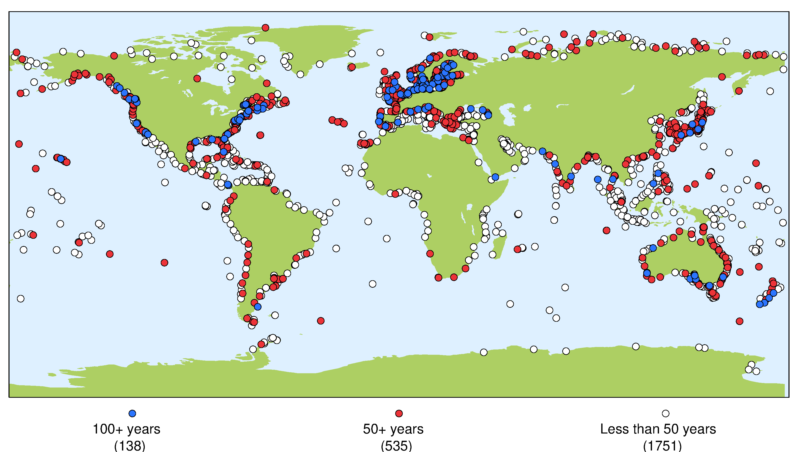 100+ years
50+ years
Less than 50 years
(138)
(535)
(1751)